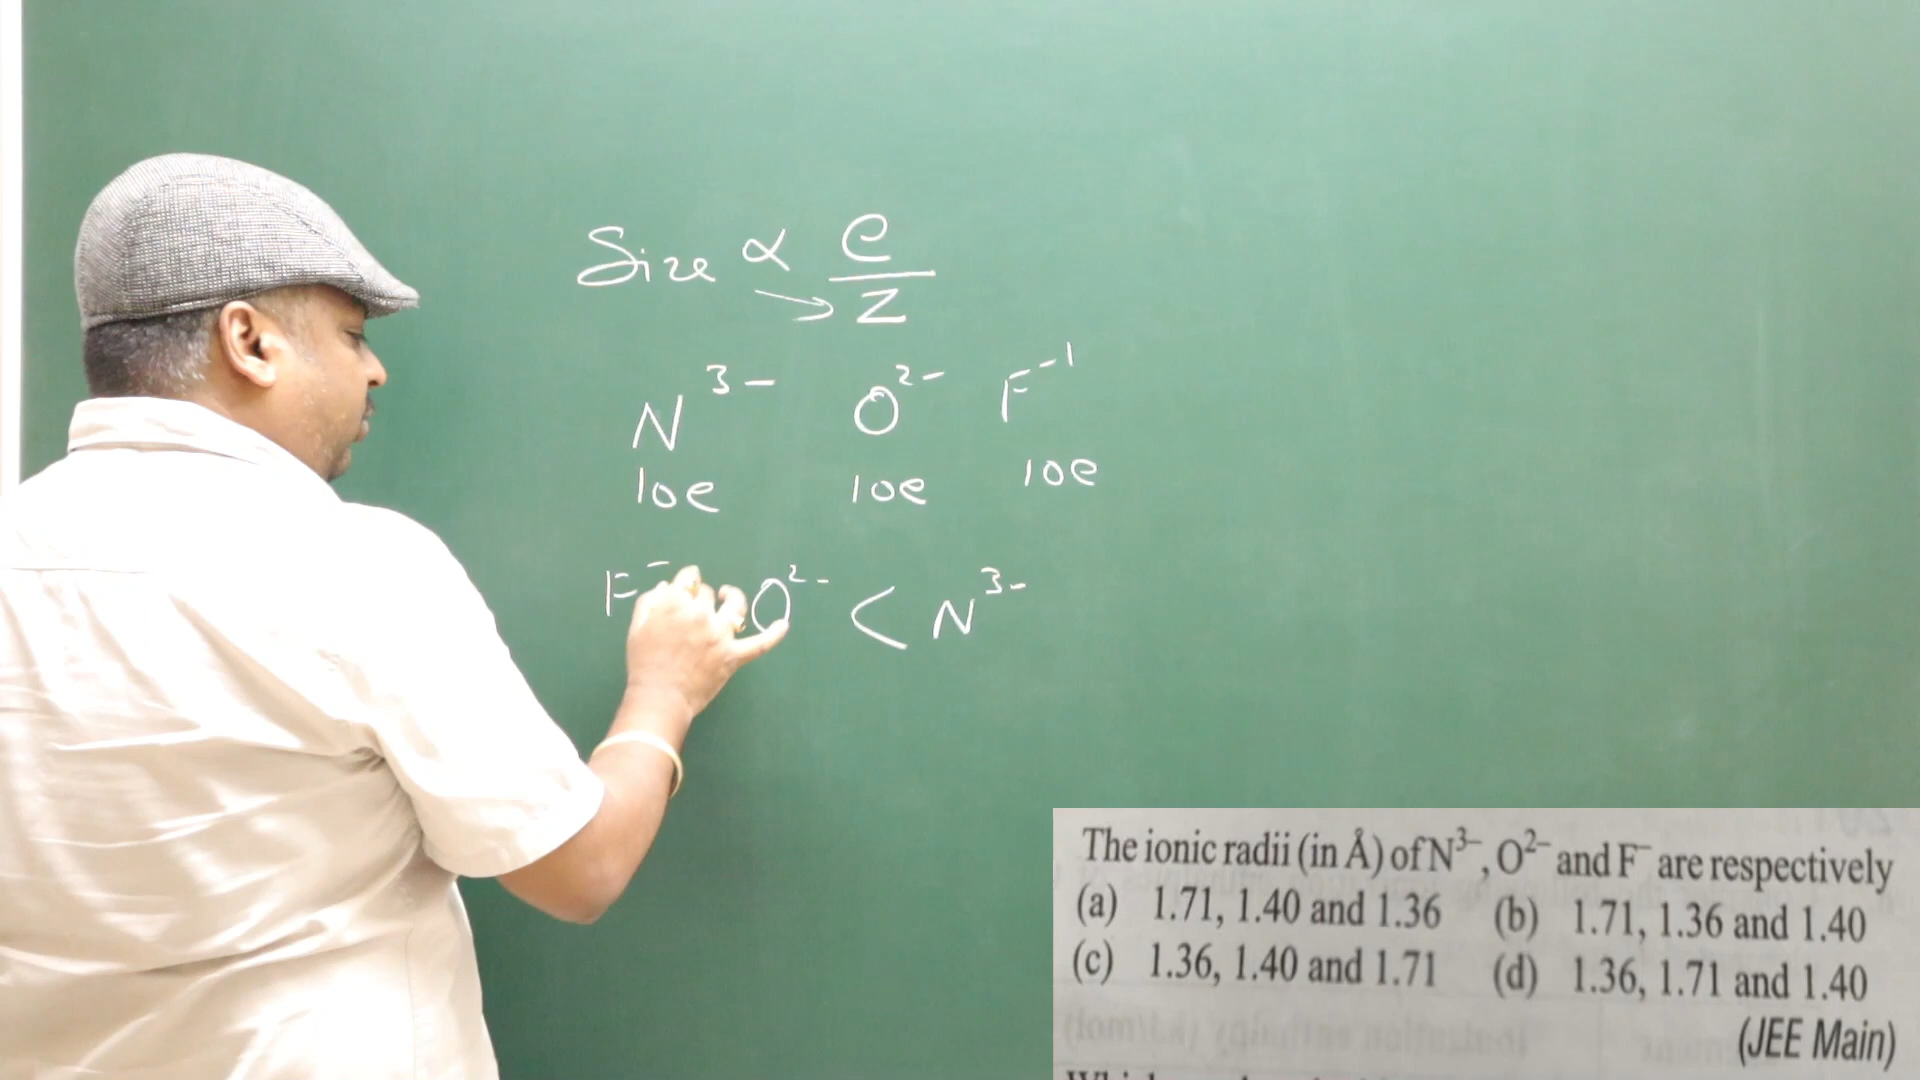 Size ∝ e/Z
N³⁻ O²⁻ F⁻¹
10e 10e 10e
F⁻ O²⁻ < N³⁻
The ionic radii (in Å) of N³⁻, O²⁻ and F⁻ are respectively
(a) 1.71, 1.40 and 1.36 (b) 1.71, 1.36 and 1.40
(c) 1.36, 1.40 and 1.71 (d) 1.36, 1.71 and 1.40
(JEE Main)